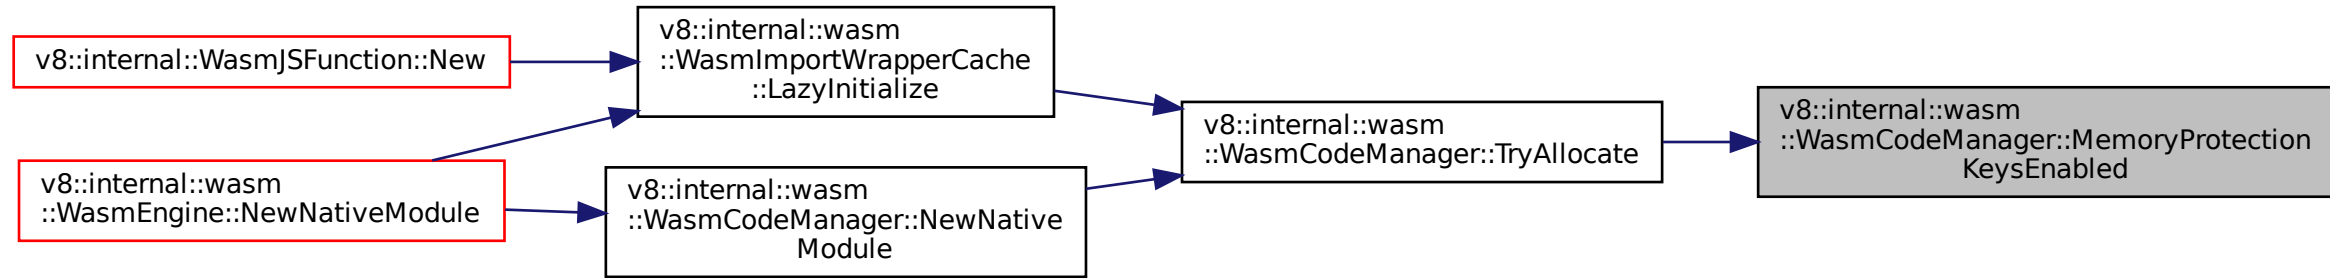 v8::internal::WasmJSFunction::New
v8::internal::wasm
::WasmEngine::NewNativeModule
v8::internal::wasm
::WasmImportWrapperCache
::LazyInitialize
v8::internal::wasm
::WasmCodeManager::NewNative
Module
v8::internal::wasm
::WasmCodeManager::TryAllocate
v8::internal::wasm
::WasmCodeManager::MemoryProtection
KeysEnabled